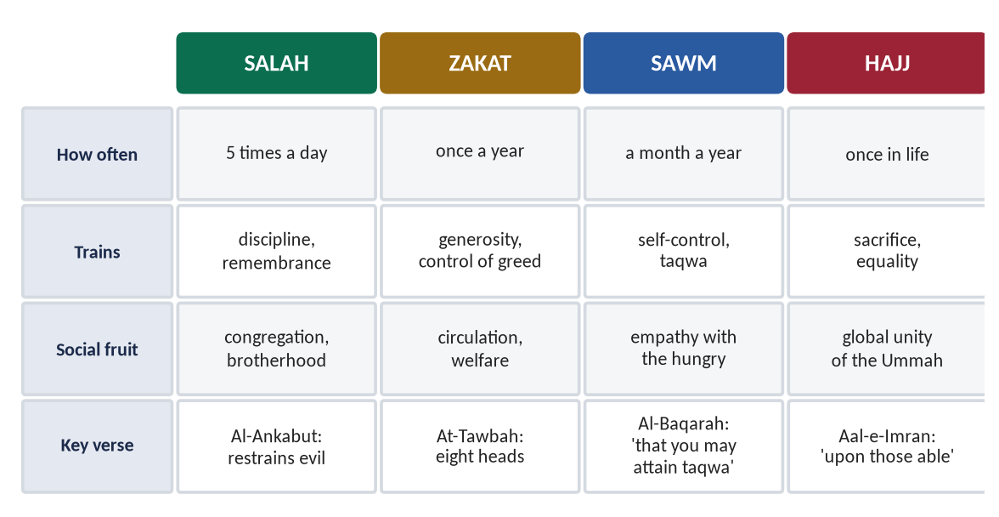 SALAH ZAKAT SAWM HAJJ
How often 5 times a day once a year a month a year once in life
Trains
discipline,
remembrance
generosity,
control of greed
self-control,
taqwa
sacrifice,
equality
Social fruit
congregation,
brotherhood
circulation,
welfare
empathy with
the hungry
global unity
of the Ummah
Key verse
Al-Ankabut:
restrains evil
At-Tawbah:
eight heads
Al-Baqarah:
'that you may
attain taqwa'
Aal-e-Imran:
'upon those able'